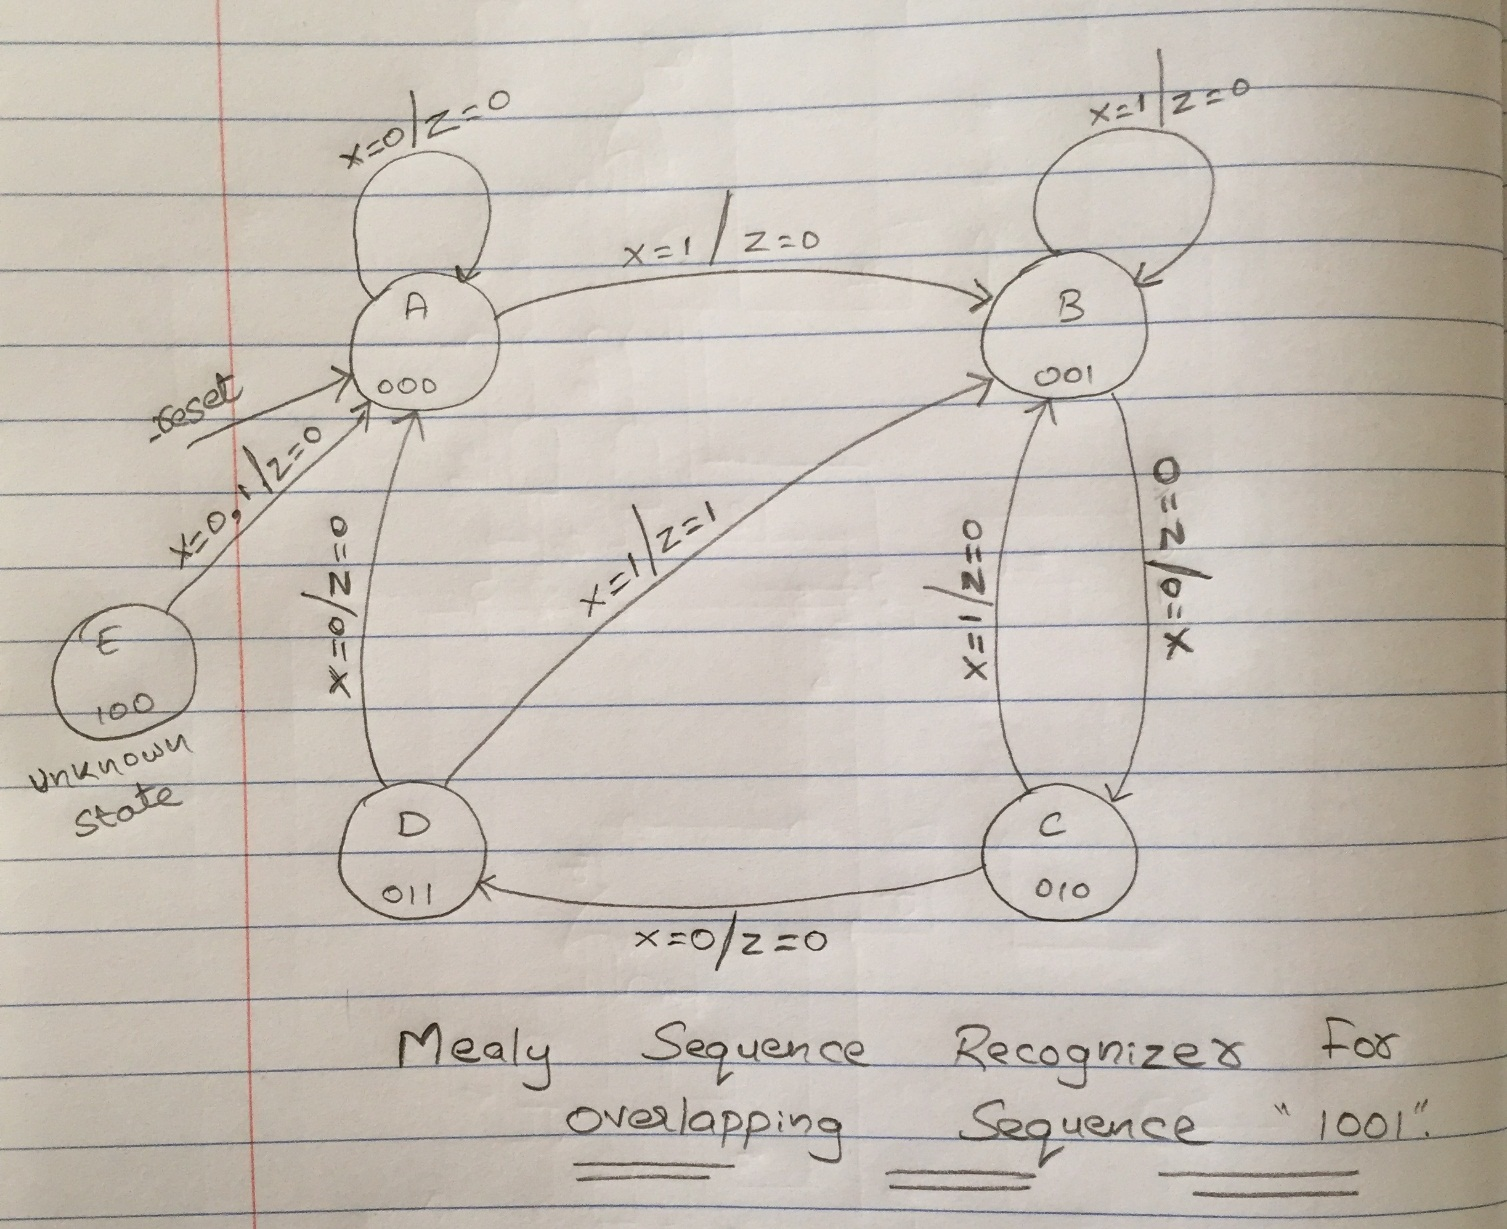 x=0/z=0
x=1/z=0
x=1/z=0
A
000
B
001
reset
x=0,1/z=0
x=0/z=0
x=1/z=1
x=1/z=0
x=0/z=0
E
100
unknown
state
D
011
C
010
x=0/z=0
Mealy Sequence Recognizer For
overlapping Sequence "1001".